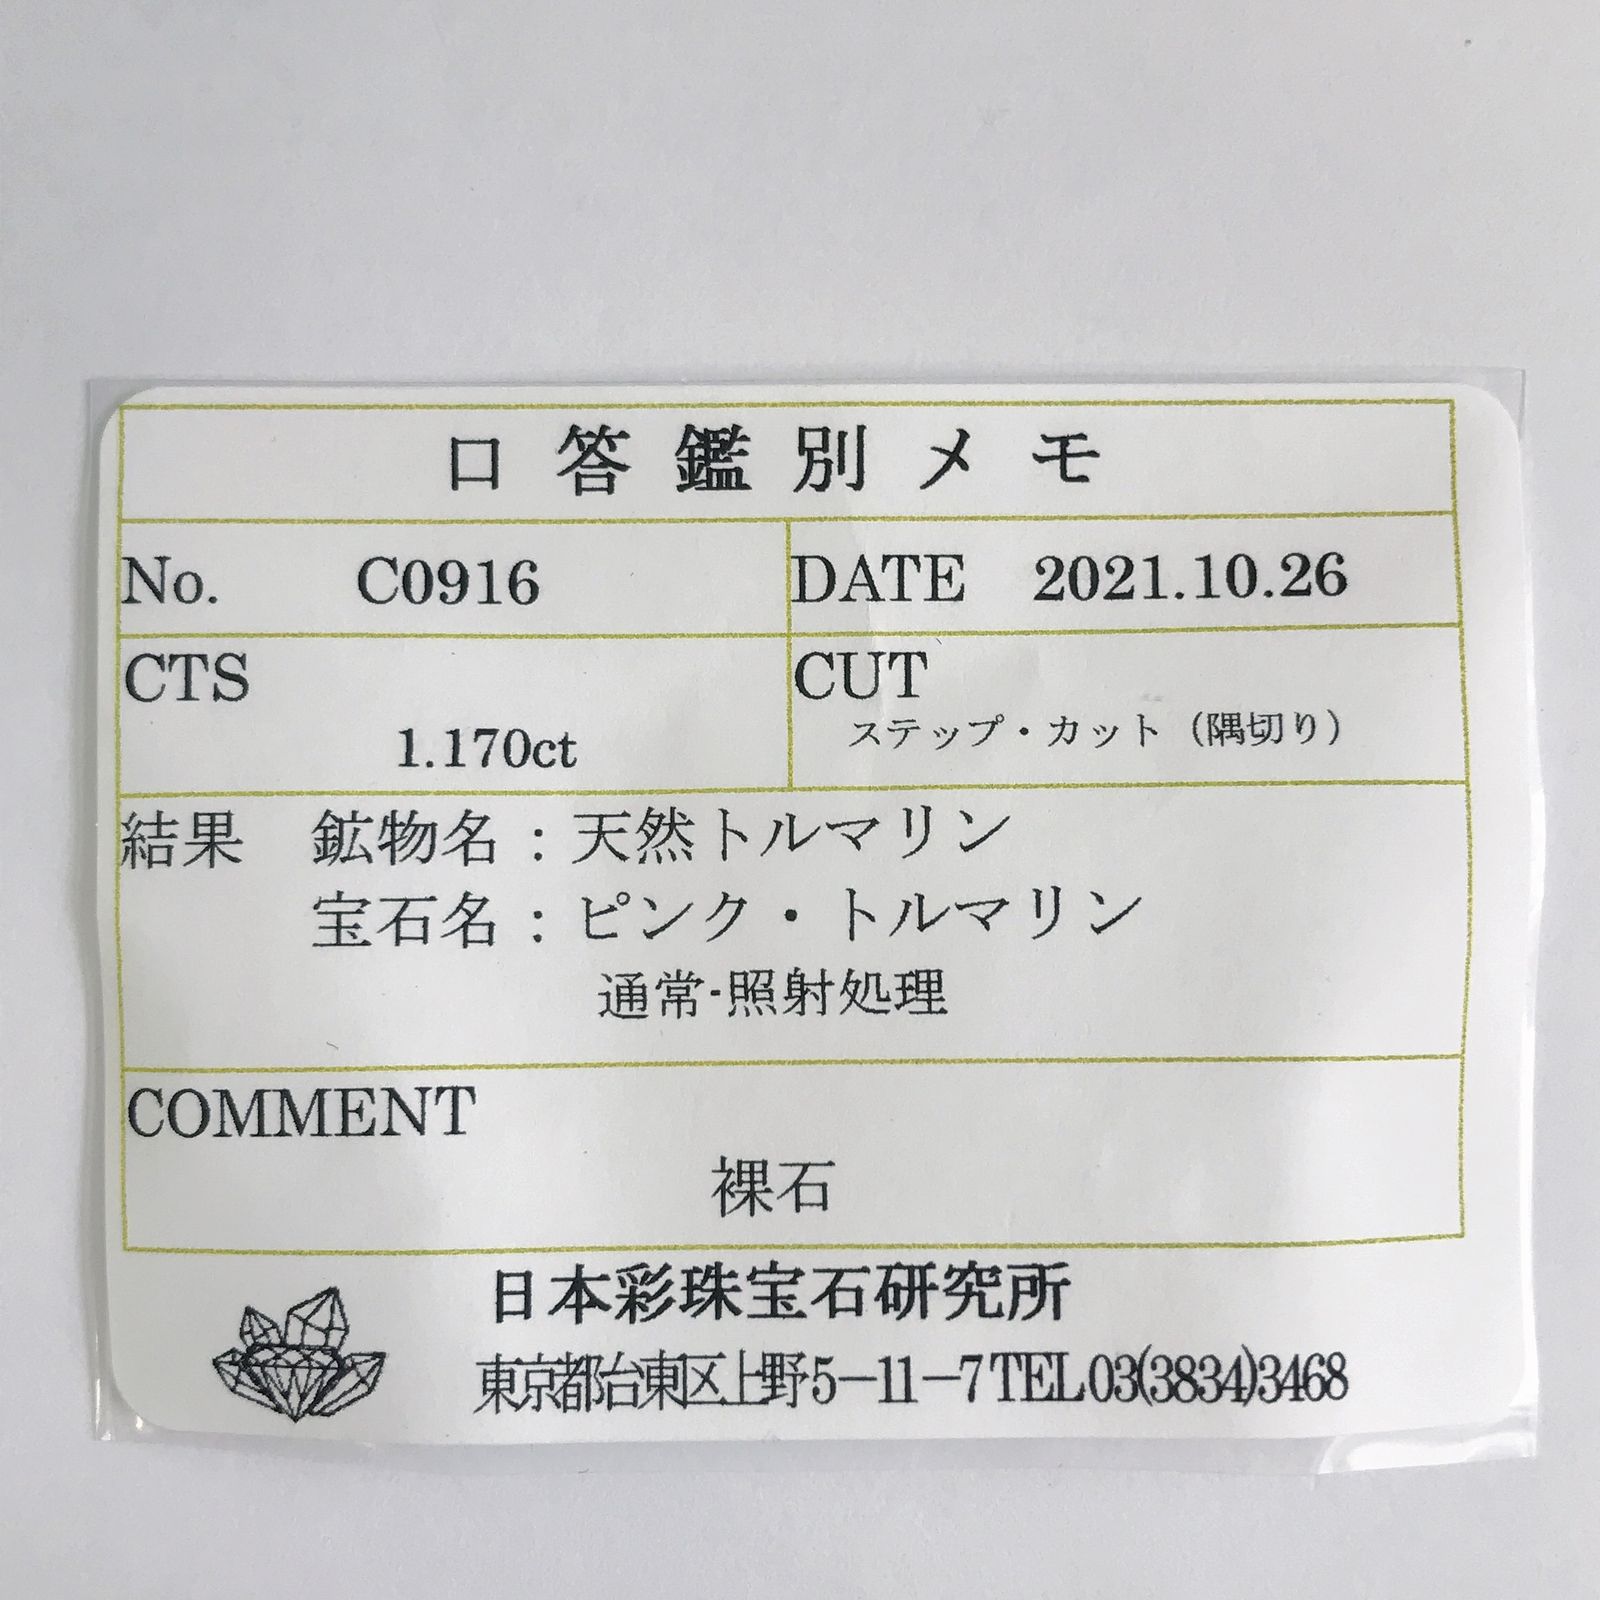 口答鑑別メモ
No. C0916 DATE 2021.10.26
CTS CUT
1.170ct ステップ・カット（隅切り）
結果 鉱物名：天然トルマリン
宝石名：ピンク・トルマリン
通常-照射処理
COMMENT
裸石
日本彩珠宝石研究所
東京都台東区上野5－11－7 TEL 03(3834)3468